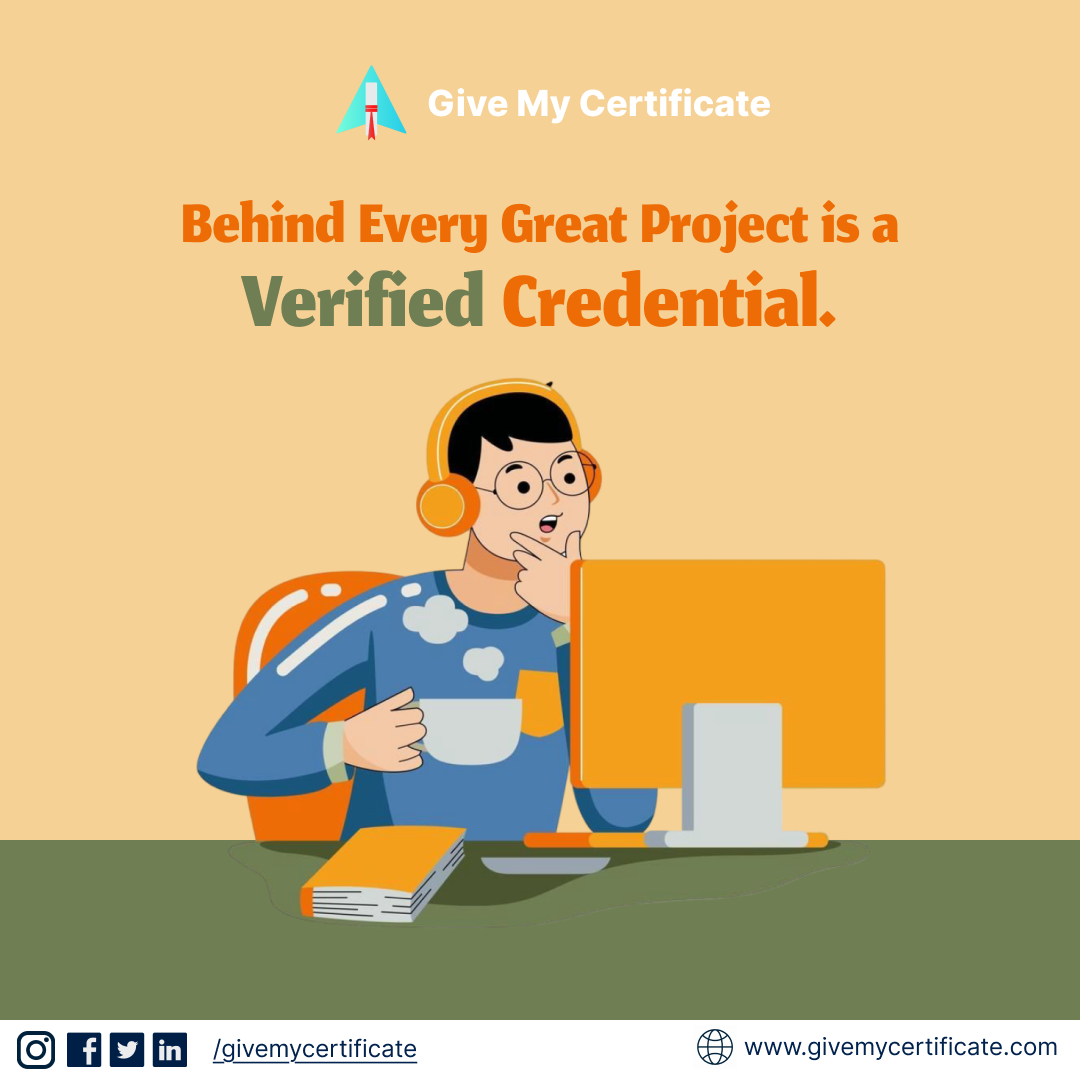 Give My Certificate
Behind Every Great Project is a
Verified Credential.
/givemycertificate
www.givemycertificate.com